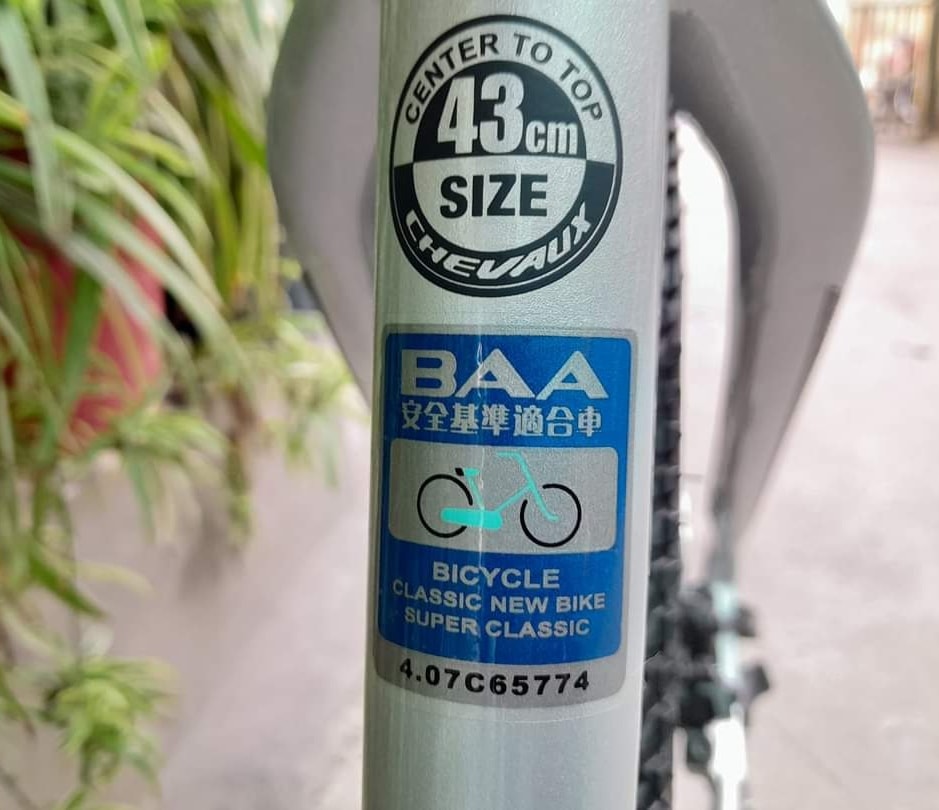 CENTER TO TOP
43cm
SIZE
CHEVAUX
BAA
安全基準適合車
BICYCLE
CLASSIC NEW BIKE
SUPER CLASSIC
4.07C65774